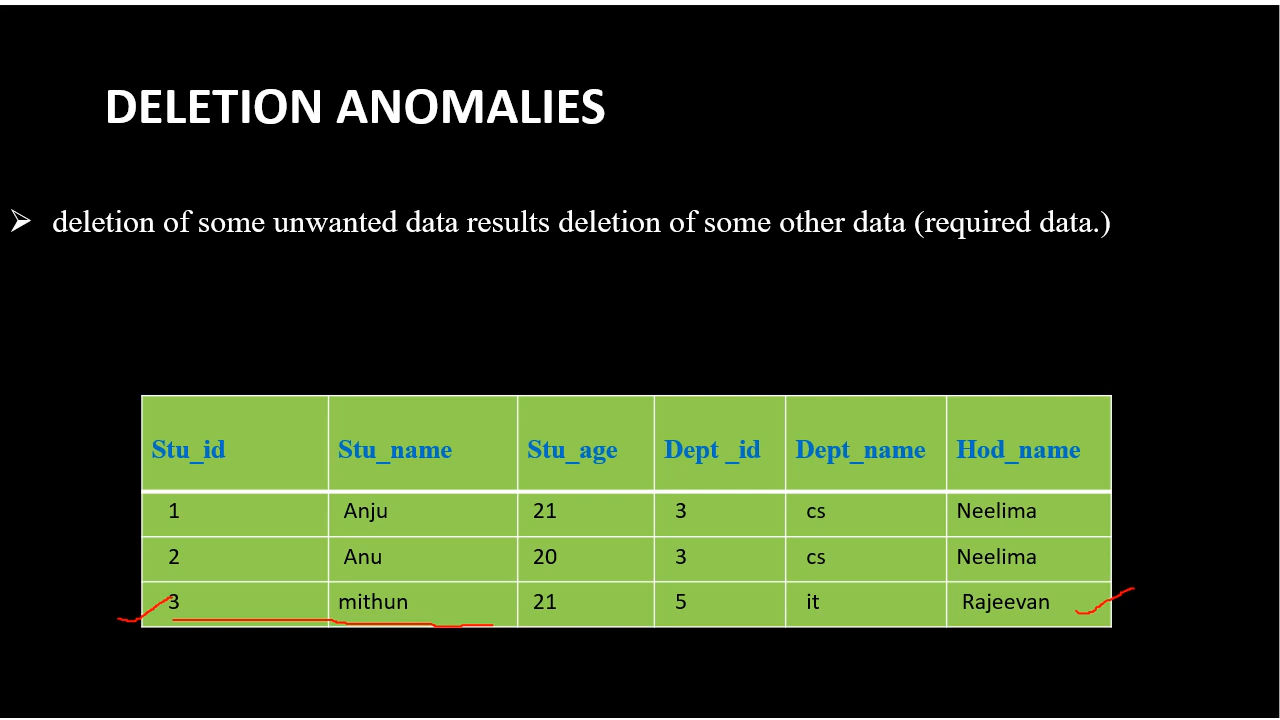 DELETION ANOMALIES
➢ deletion of some unwanted data results deletion of some other data (required data.)
Stu_id Stu_name Stu_age Dept _id Dept_name Hod_name
1 Anju 21 3 cs Neelima
2 Anu 20 3 cs Neelima
3 mithun 21 5 it Rajeevan